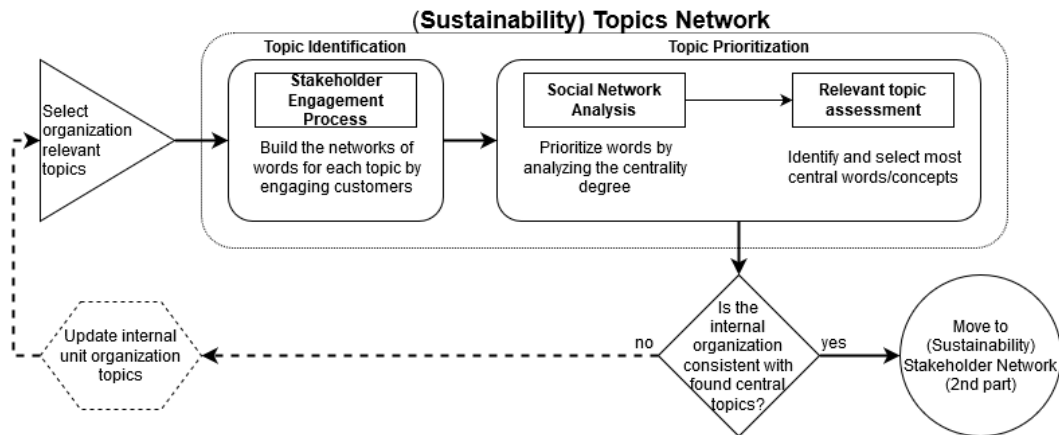 (Sustainability) Topics Network
Topic Identification
Topic Prioritization
Select
organization
relevant
topics
Stakeholder
Engagement
Process
Build the networks of
words for each topic by
engaging customers
Social Network
Analysis
Prioritize words by
analyzing the centrality
degree
Relevant topic
assessment
Identify and select most
central words/concepts
Update internal
unit organization
topics
no
Is the
internal
organization
consistent with
found central
topics?
yes
Move to
(Sustainability)
Stakeholder Network
(2nd part)